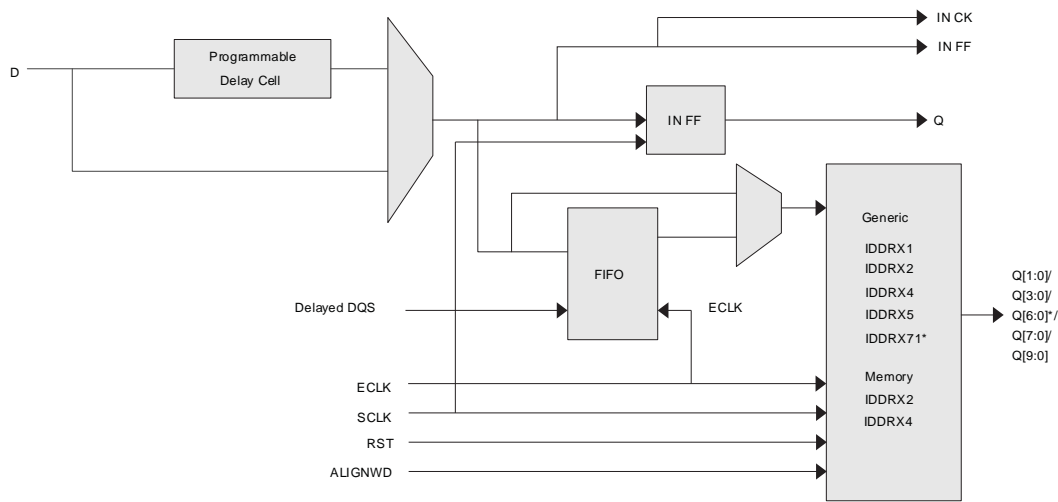 IN CK
IN FF
D
Programmable
Delay Cell
IN FF
Q
Generic
IDDRX1
IDDRX2
IDDRX4
IDDRX5
IDDRX71*
Memory
IDDRX2
IDDRX4
FIFO
Delayed DQS
ECLK
Q[1:0]/
Q[3:0]/
Q[6:0]*/
Q[7:0]/
Q[9:0]
ECLK
SCLK
RST
ALIGNWD